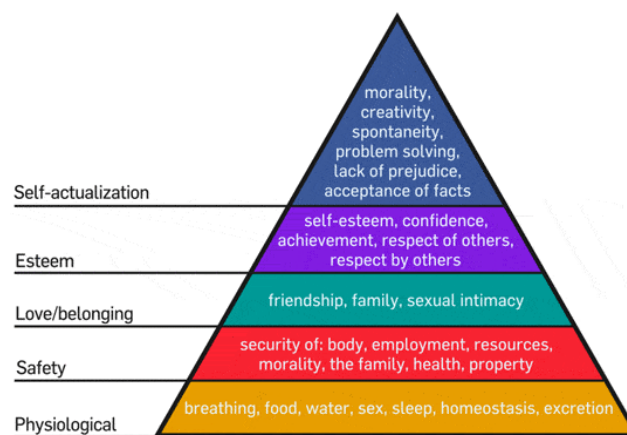 morality,
creativity,
spontaneity,
problem solving,
lack of prejudice,
acceptance of facts
Self-actualization
self-esteem, confidence,
achievement, respect of others,
respect by others
Esteem
friendship, family, sexual intimacy
Love/belonging
security of: body, employment, resources,
morality, the family, health, property
Safety
breathing, food, water, sex, sleep, homeostasis, excretion
Physiological